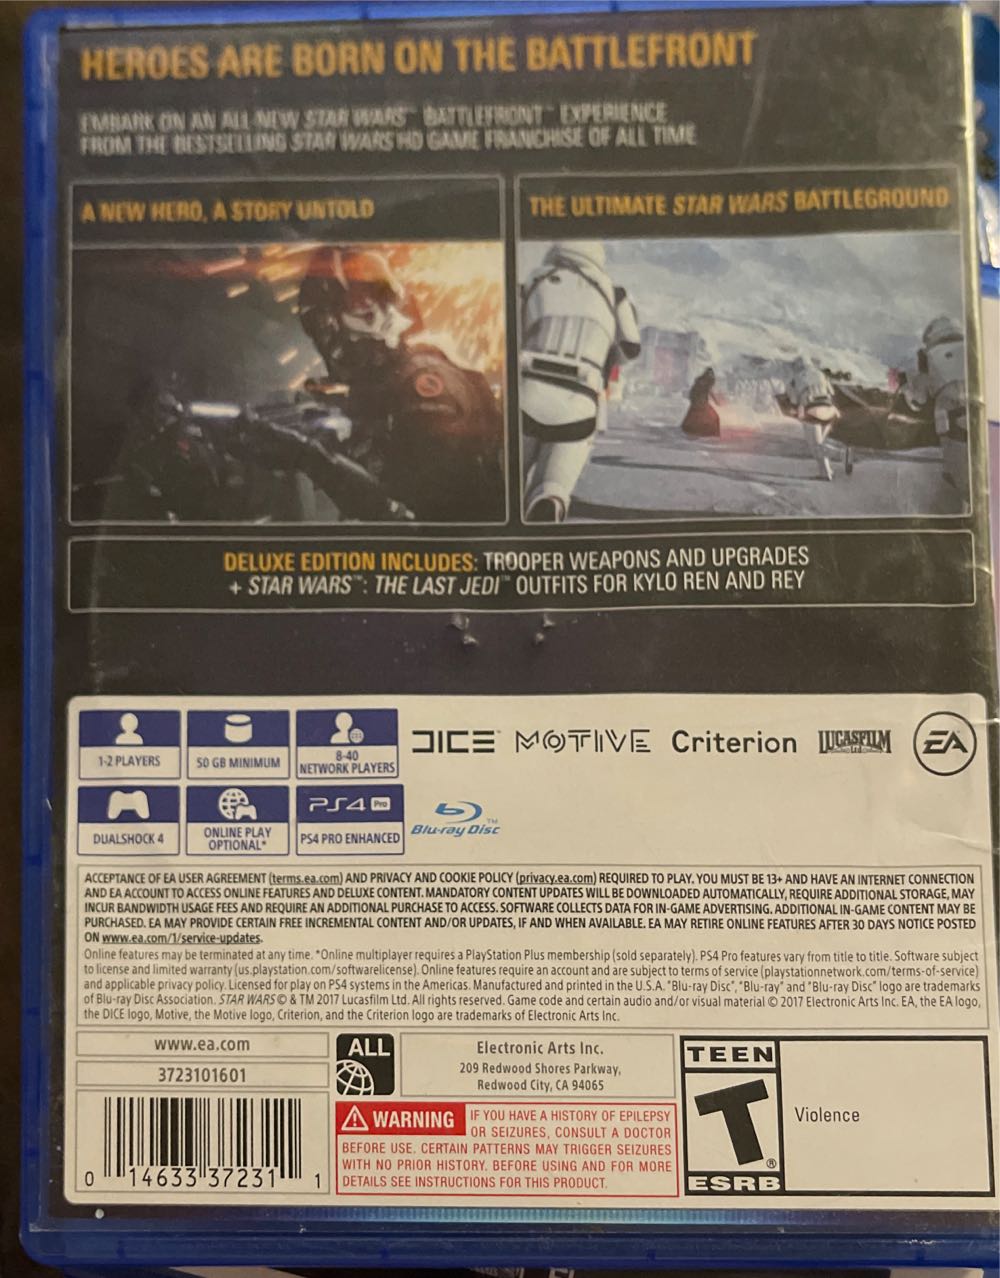 HEROES ARE BORN ON THE BATTLEFRONT
EMBARK ON AN ALL-NEW STAR WARS™ BATTLEFRONT™ EXPERIENCE
FROM THE BESTSELLING STAR WARS HD GAME FRANCHISE OF ALL TIME
A NEW HERO, A STORY UNTOLD
THE ULTIMATE STAR WARS BATTLEGROUND
DELUXE EDITION INCLUDES: TROOPER WEAPONS AND UPGRADES
+ STAR WARS™: THE LAST JEDI™ OUTFITS FOR KYLO REN AND REY
1-2 PLAYERS
50 GB MINIMUM
8-40
NETWORK PLAYERS
DICE™ MOTIVE Criterion LUCASFILM Ltd EA
DUALSHOCK 4
ONLINE PLAY
OPTIONAL*
PS4 Pro
PS4 PRO ENHANCED
Blu-ray Disc™
ACCEPTANCE OF EA USER AGREEMENT (terms.ea.com) AND PRIVACY AND COOKIE POLICY (privacy.ea.com) REQUIRED TO PLAY. YOU MUST BE 13+ AND HAVE AN INTERNET CONNECTION
AND EA ACCOUNT TO ACCESS ONLINE FEATURES AND DELUXE CONTENT. MANDATORY CONTENT UPDATES WILL BE DOWNLOADED AUTOMATICALLY, REQUIRE ADDITIONAL STORAGE, MAY
INCUR BANDWIDTH USAGE FEES AND REQUIRE AN ADDITIONAL PURCHASE TO ACCESS. SOFTWARE COLLECTS DATA FOR IN-GAME ADVERTISING. ADDITIONAL IN-GAME CONTENT MAY BE
PURCHASED. EA MAY PROVIDE CERTAIN FREE INCREMENTAL CONTENT AND/OR UPDATES, IF AND WHEN AVAILABLE. EA MAY RETIRE ONLINE FEATURES AFTER 30 DAYS NOTICE POSTED
ON www.ea.com/1/service-updates.
Online features may be terminated at any time. *Online multiplayer requires a PlayStation Plus membership (sold separately). PS4 Pro features vary from title to title. Software subject
to license and limited warranty (us.playstation.com/softwarelicense). Online features require an account and are subject to terms of service (playstationnetwork.com/terms-of-service)
and applicable privacy policy. Licensed for play on PS4 systems in the Americas. Manufactured and printed in the U.S.A. "Blu-ray Disc", "Blu-ray" and "Blu-ray Disc" logo are trademarks
of Blu-ray Disc Association. STAR WARS © & TM 2017 Lucasfilm Ltd. All rights reserved. Game code and certain audio and/or visual material © 2017 Electronic Arts Inc. EA, the EA logo,
the DICE logo, Motive, the Motive logo, Criterion, and the Criterion logo are trademarks of Electronic Arts Inc.
www.ea.com
3723101601
0 14633 37231 1
ALL
Electronic Arts Inc.
209 Redwood Shores Parkway,
Redwood City, CA 94065
WARNING IF YOU HAVE A HISTORY OF EPILEPSY
OR SEIZURES, CONSULT A DOCTOR
BEFORE USE. CERTAIN PATTERNS MAY TRIGGER SEIZURES
WITH NO PRIOR HISTORY. BEFORE USING AND FOR MORE
DETAILS SEE INSTRUCTIONS FOR THIS PRODUCT.
TEEN
T®
ESRB
Violence